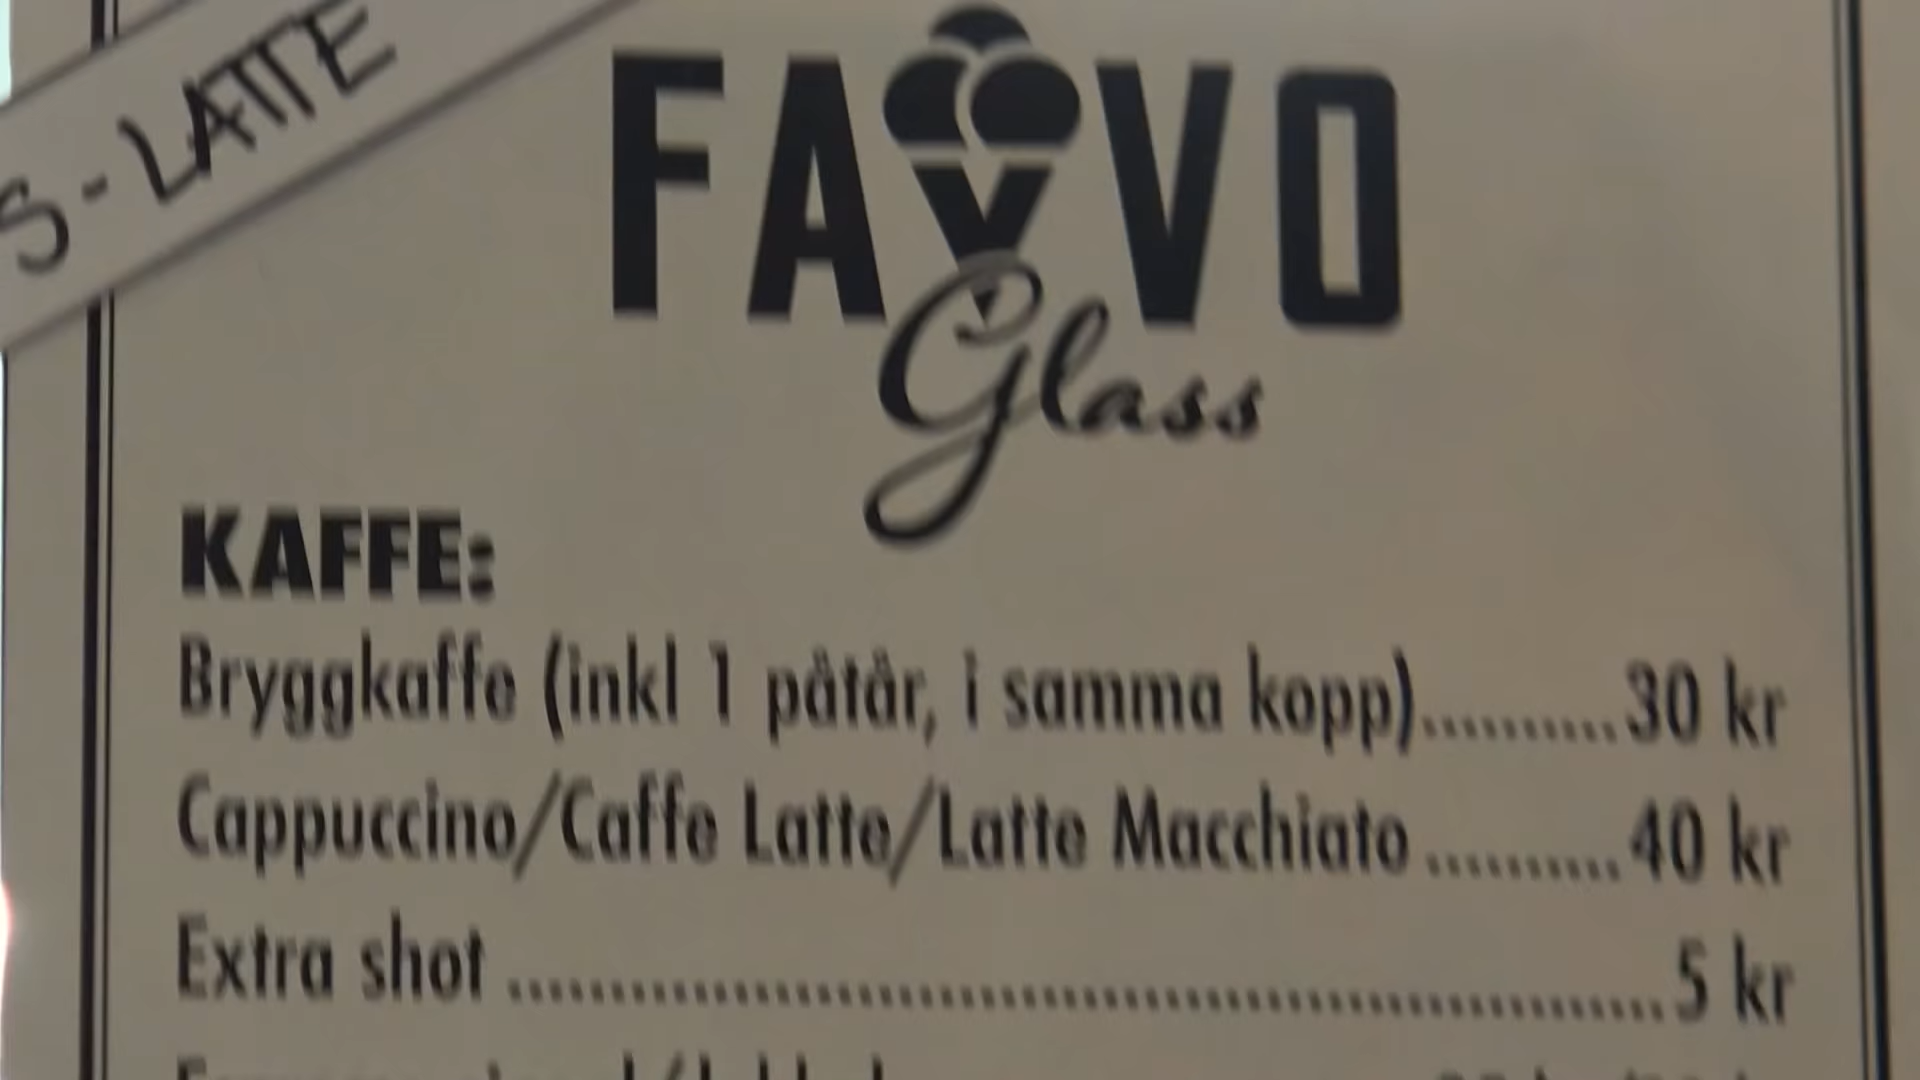 S-LATTE
FAVVO
Glass
KAFFE:
Bryggkaffe (inkl 1 påtår, i samma kopp)..........30 kr
Cappuccino/Caffe Latte/Latte Macchiato..........40 kr
Extra shot..........................................................5 kr